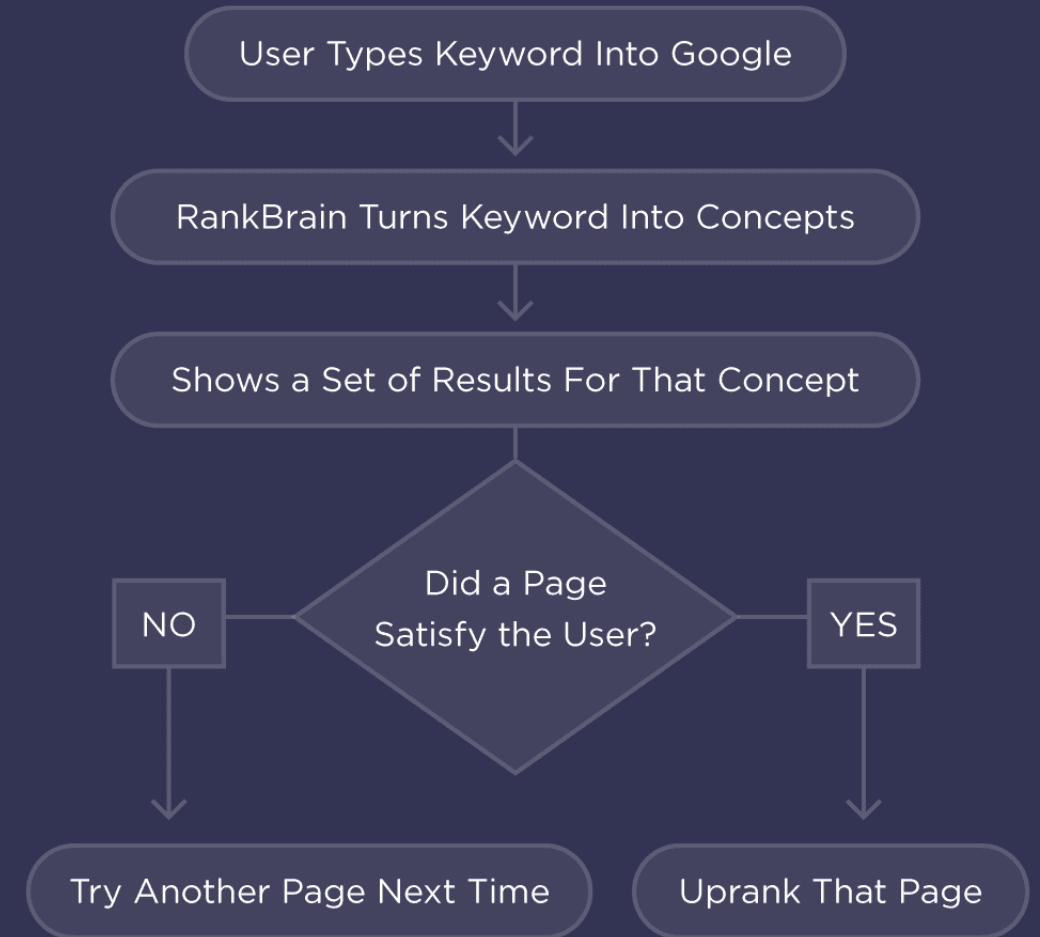 User Types Keyword Into Google
RankBrain Turns Keyword Into Concepts
Shows a Set of Results For That Concept
Did a Page
Satisfy the User?
NO
YES
Try Another Page Next Time
Uprank That Page